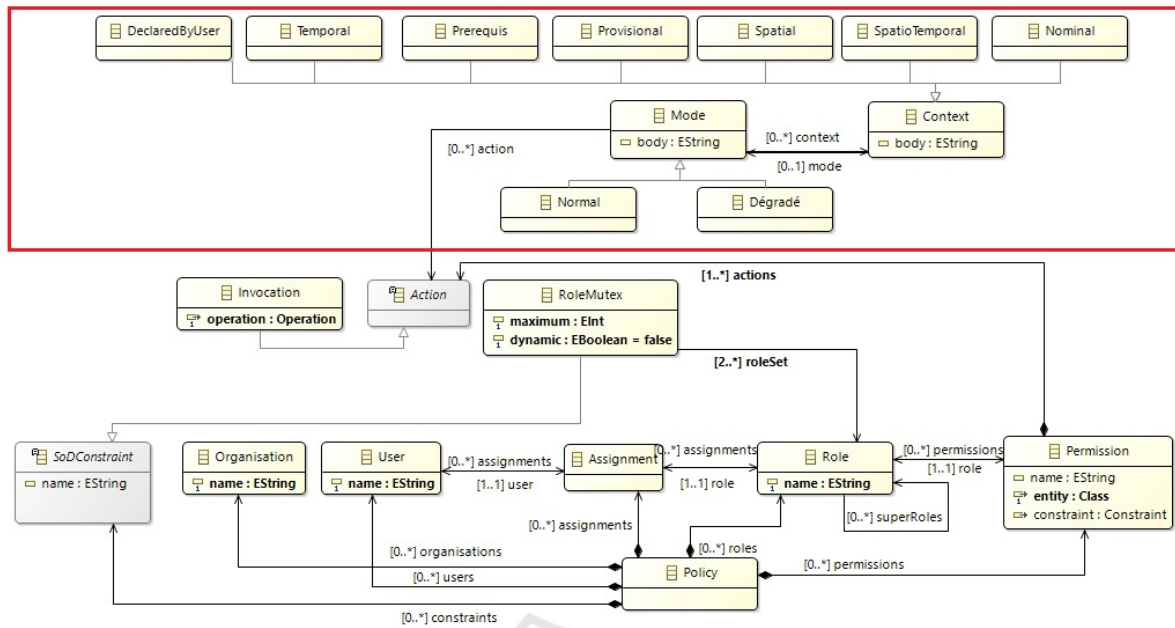 DeclaredByUser
Temporal
Prerequis
Provisional
Spatial
SpatioTemporal
Nominal
Mode
body : EString
Context
body : EString
[0..*] context
[0..1] mode
[0..*] action
Normal
Dégradé
[1..*] actions
Invocation
operation : Operation
Action
RoleMutex
maximum : EInt
dynamic : EBoolean = false
[2..*] roleSet
SoDConstraint
name : EString
Organisation
name : EString
User
name : EString
[0..*] assignments
[1..1] user
Assignment
[0..*] assignments
[1..1] role
Role
name : EString
[0..*] permissions
[1..1] role
Permission
name : EString
entity : Class
constraint : Constraint
[0..*] superRoles
[0..*] assignments
[0..*] roles
[0..*] organisations
[0..*] users
Policy
[0..*] permissions
[0..*] constraints